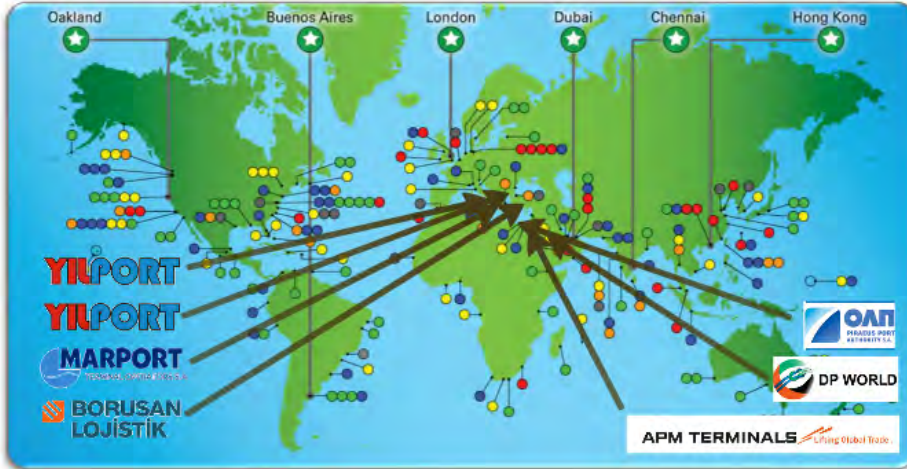 Oakland
Buenos Aires
London
Dubai
Chennai
Hong Kong
YILPORT
YILPORT
MARPORT
BORUSAN
LOJİSTİK
ΟΛΠ
PIRAEUS PORT
AUTHORITY S.A.
DP WORLD
APM TERMINALS
Lifting Global Trade.